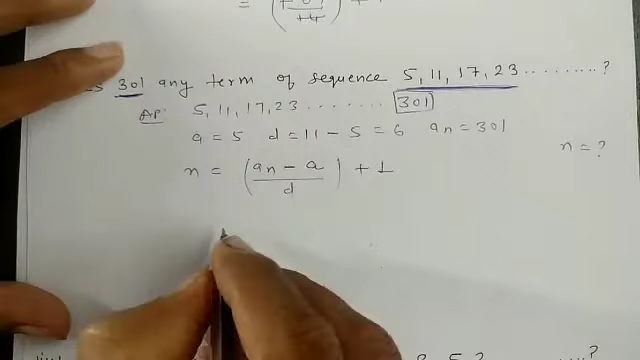 = ( ) +
301 any term of sequence 5, 11, 17, 23 .........?
AP: 5, 11, 17, 23 ........ 301
a = 5 d = 11 - 5 = 6 an = 301
n = ?
n = (an - a / d) + 1
5 ?